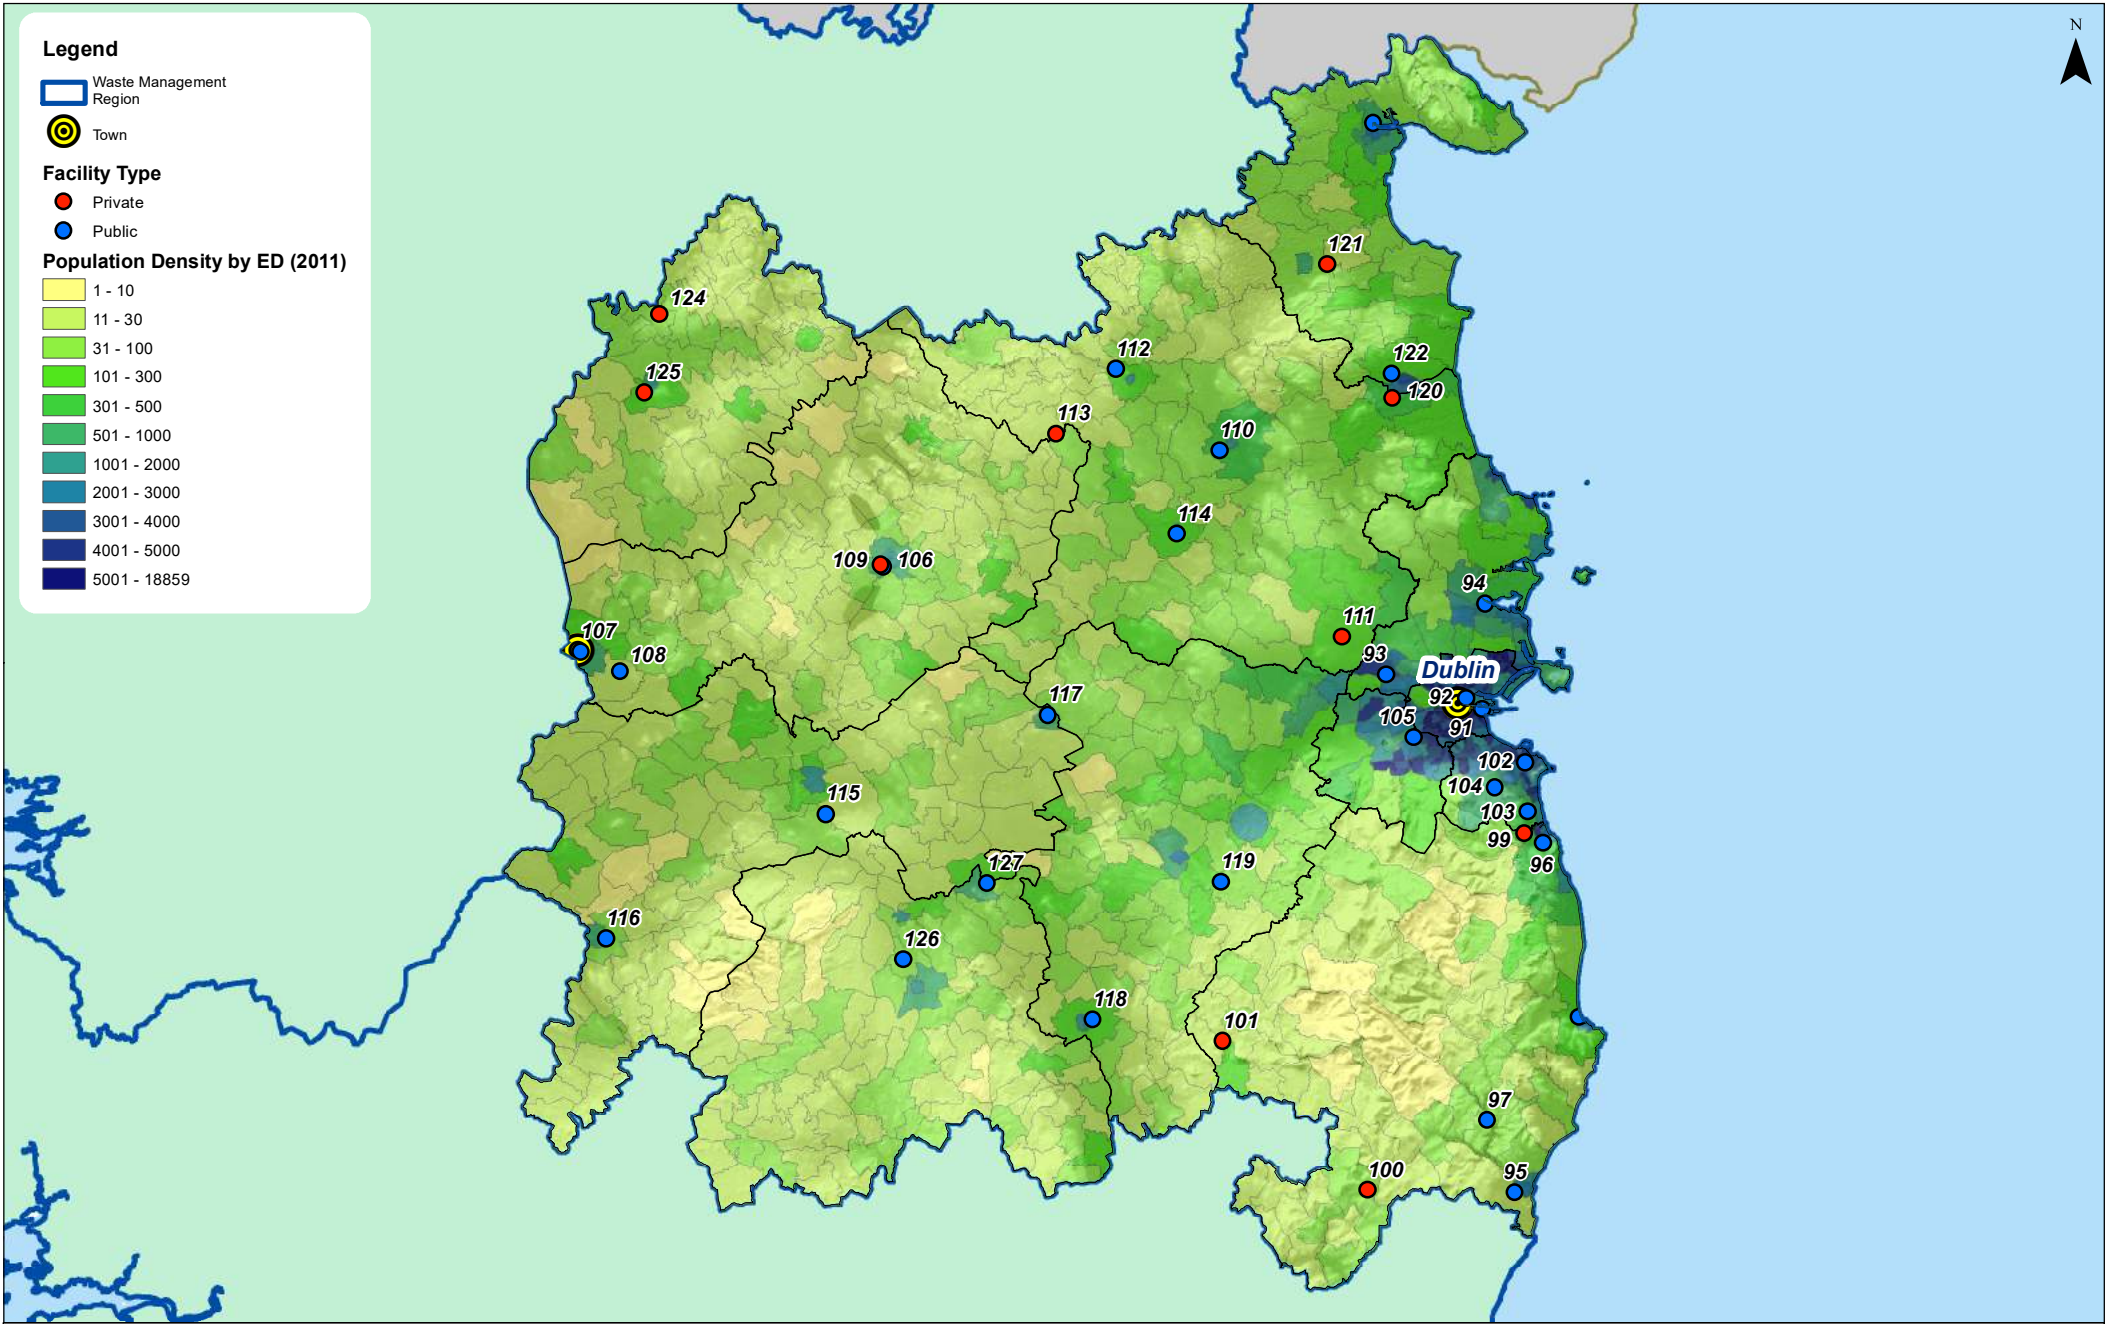 Legend
Waste Management
Region
Town
Facility Type
Private
Public
Population Density by ED (2011)
1 - 10
11 - 30
31 - 100
101 - 300
301 - 500
501 - 1000
1001 - 2000
2001 - 3000
3001 - 4000
4001 - 5000
5001 - 18859
N
121
124
112
122
125
120
113
110
114
109
106
94
107
111
108
93
Dublin
92
117
105
91
102
104
115
103
99
127
119
96
116
126
118
101
97
100
95